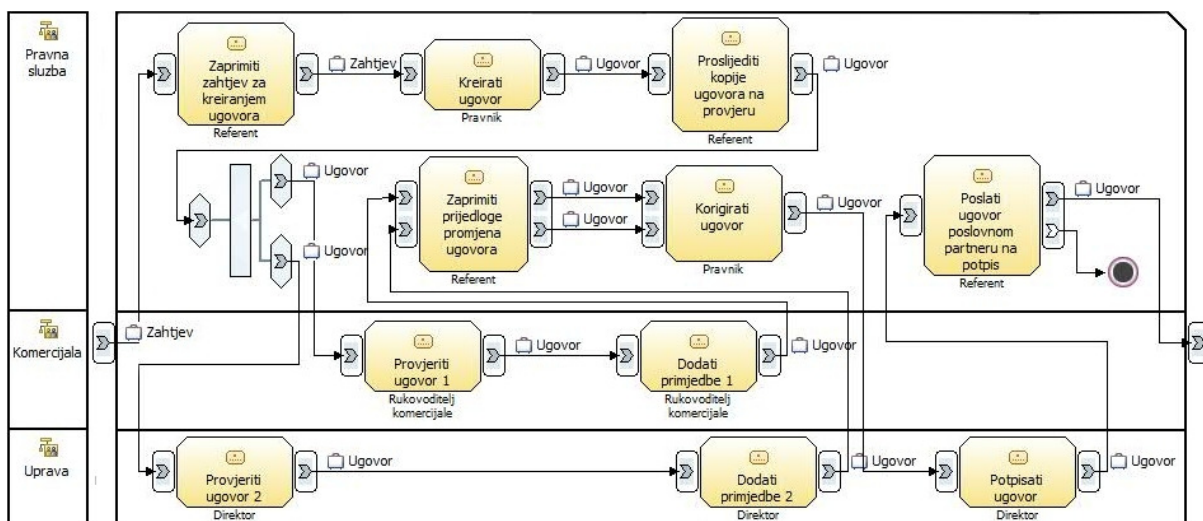 Pravna
sluzba
Zaprimiti
zahtjev za
kreiranjem
ugovora
Referent
Zahtjev
Kreirati
ugovor
Pravnik
Ugovor
Proslijediti
kopije
ugovora na
provjeru
Referent
Ugovor
Ugovor
Ugovor
Zaprimiti
prijedloge
promjena
ugovora
Referent
Ugovor
Ugovor
Korigirati
ugovor
Pravnik
Ugovor
Poslati
ugovor
poslovnom
partneru na
potpis
Referent
Ugovor
Komercijala
Zahtjev
Provjeriti
ugovor 1
Rukovoditelj
komercijale
Ugovor
Dodati
primjedbe 1
Rukovoditelj
komercijale
Ugovor
Uprava
Provjeriti
ugovor 2
Direktor
Ugovor
Dodati
primjedbe 2
Direktor
Ugovor
Potpisati
ugovor
Direktor
Ugovor